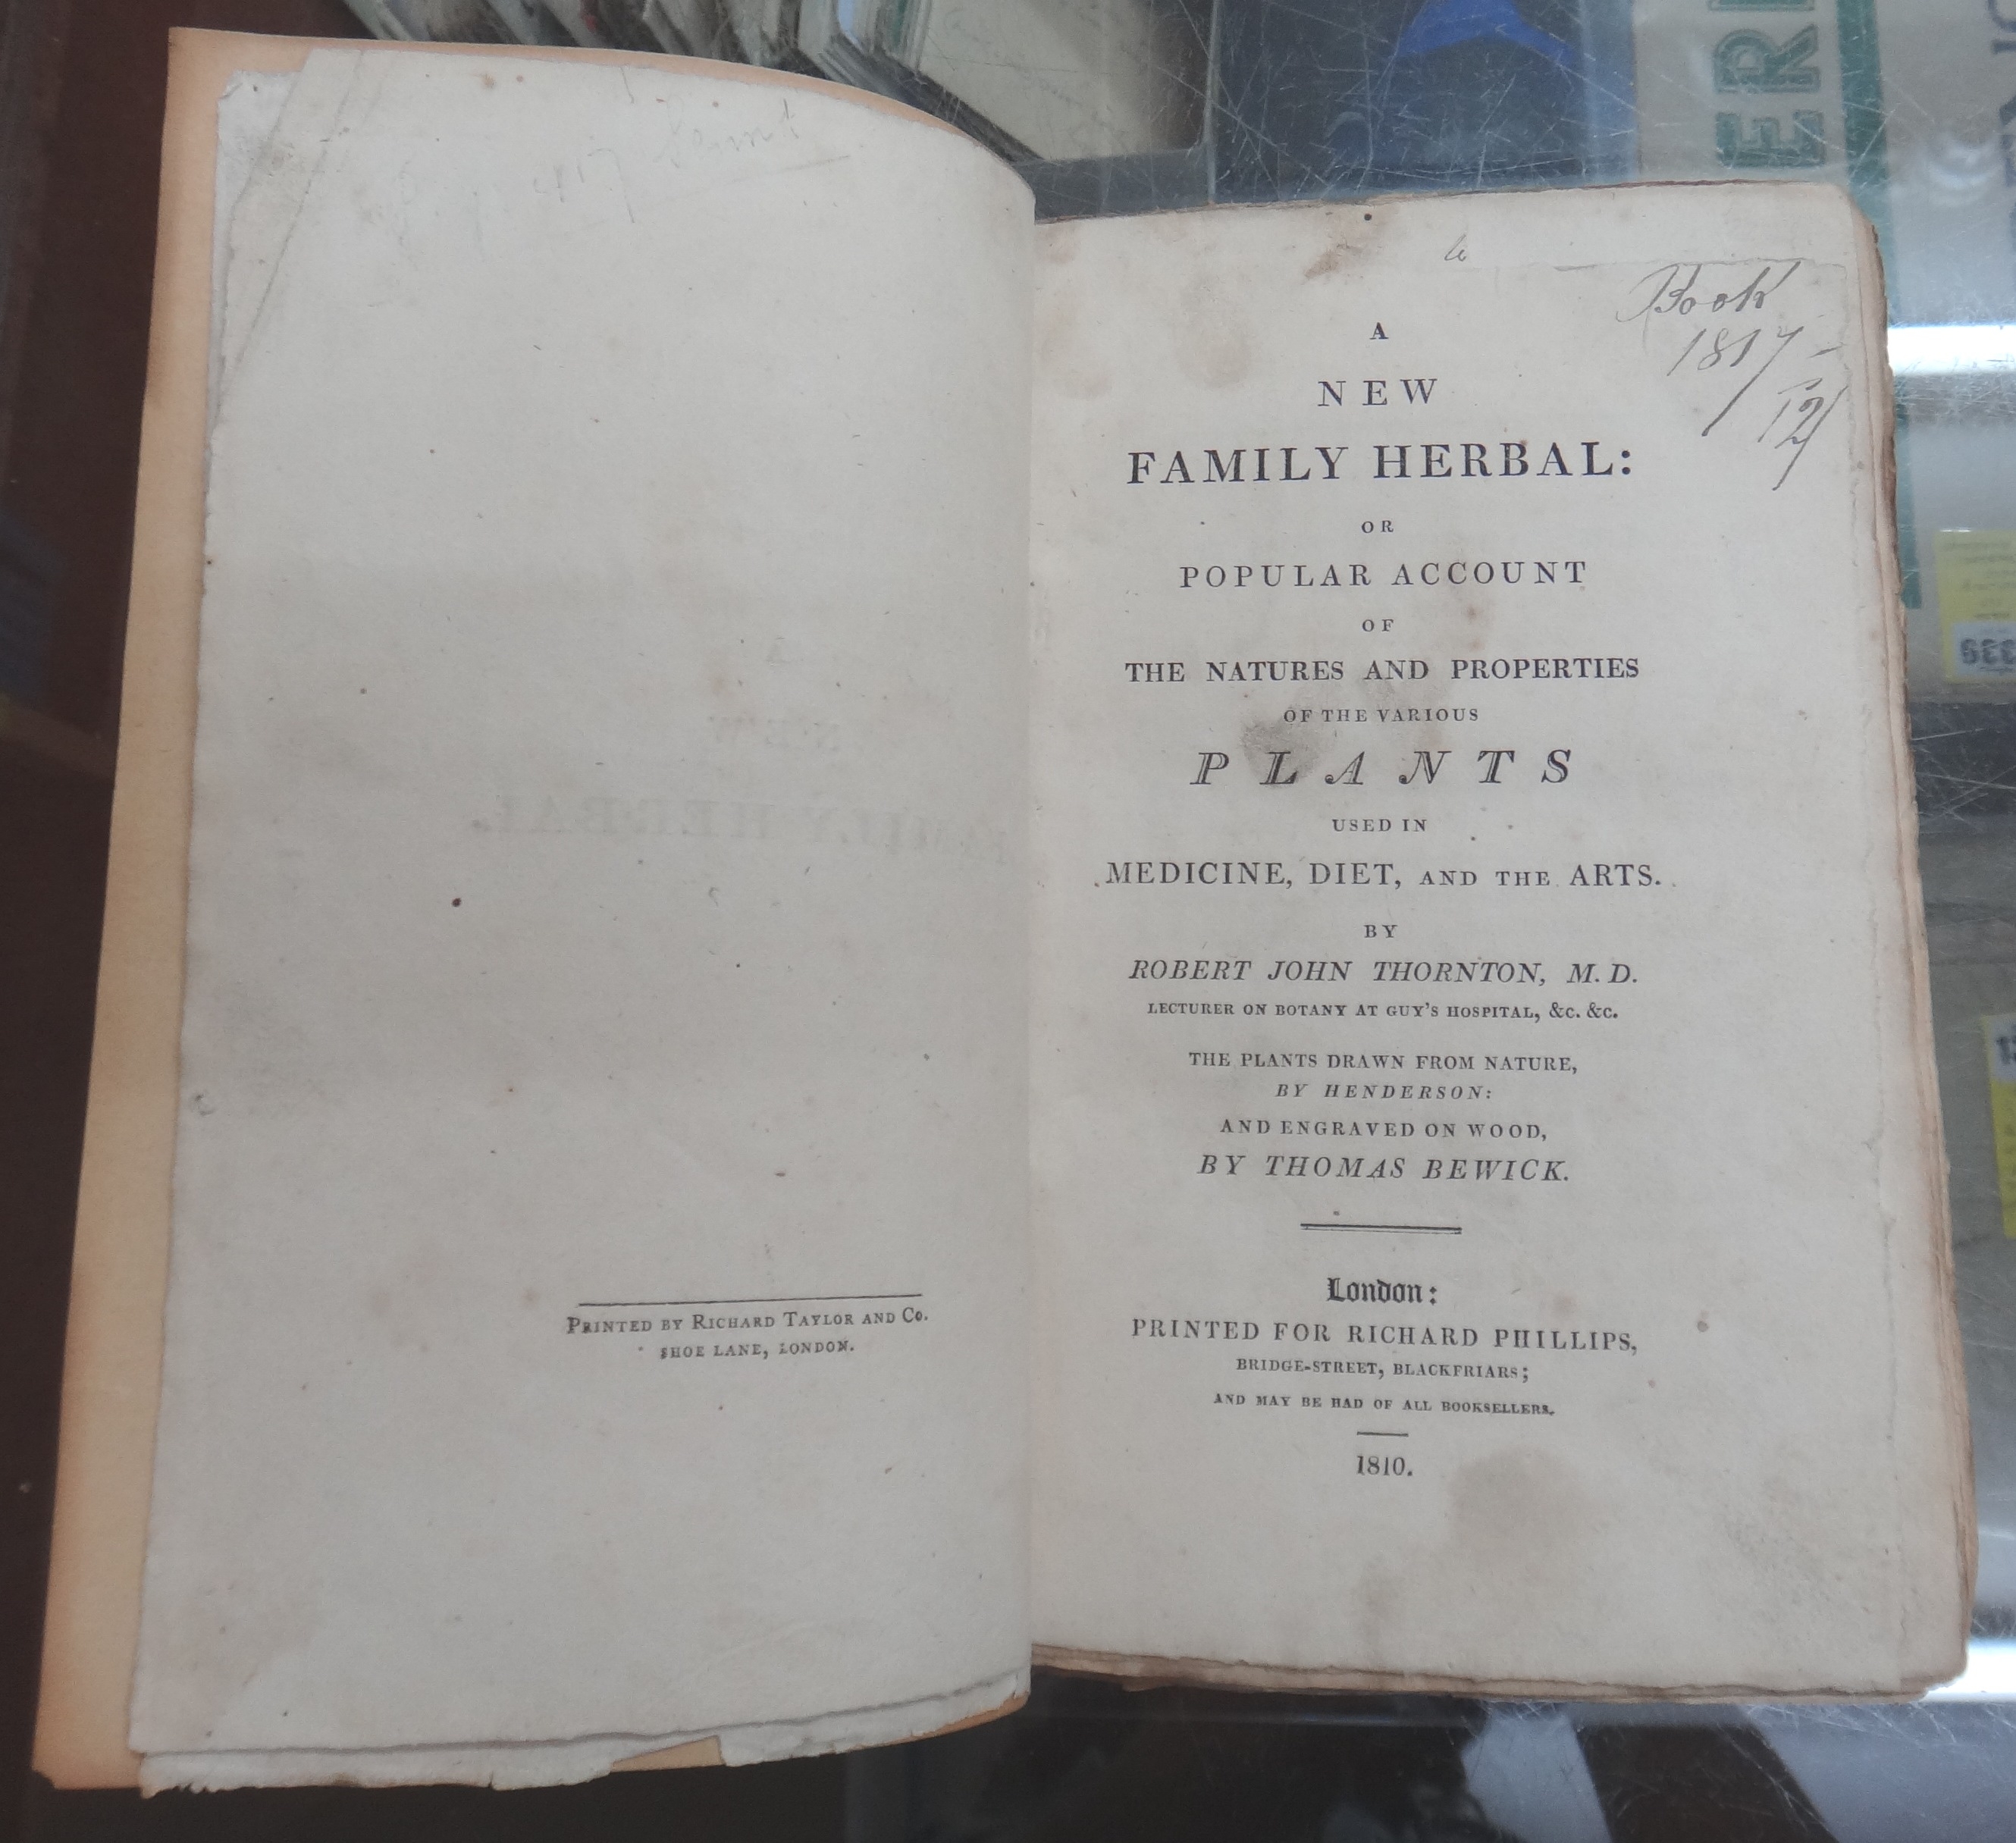 PRINTED BY RICHARD TAYLOR AND Co.
SHOE LANE, LONDON.
Book
1817
12/
A
NEW
FAMILY HERBAL:
OR
POPULAR ACCOUNT
OF
THE NATURES AND PROPERTIES
OF THE VARIOUS
PLANTS
USED IN
MEDICINE, DIET, AND THE ARTS.
BY
ROBERT JOHN THORNTON, M. D.
LECTURER ON BOTANY AT GUY'S HOSPITAL, &c. &c.
THE PLANTS DRAWN FROM NATURE,
BY HENDERSON:
AND ENGRAVED ON WOOD,
BY THOMAS BEWICK.
London:
PRINTED FOR RICHARD PHILLIPS,
BRIDGE-STREET, BLACKFRIARS;
AND MAY BE HAD OF ALL BOOKSELLERS.
1810.